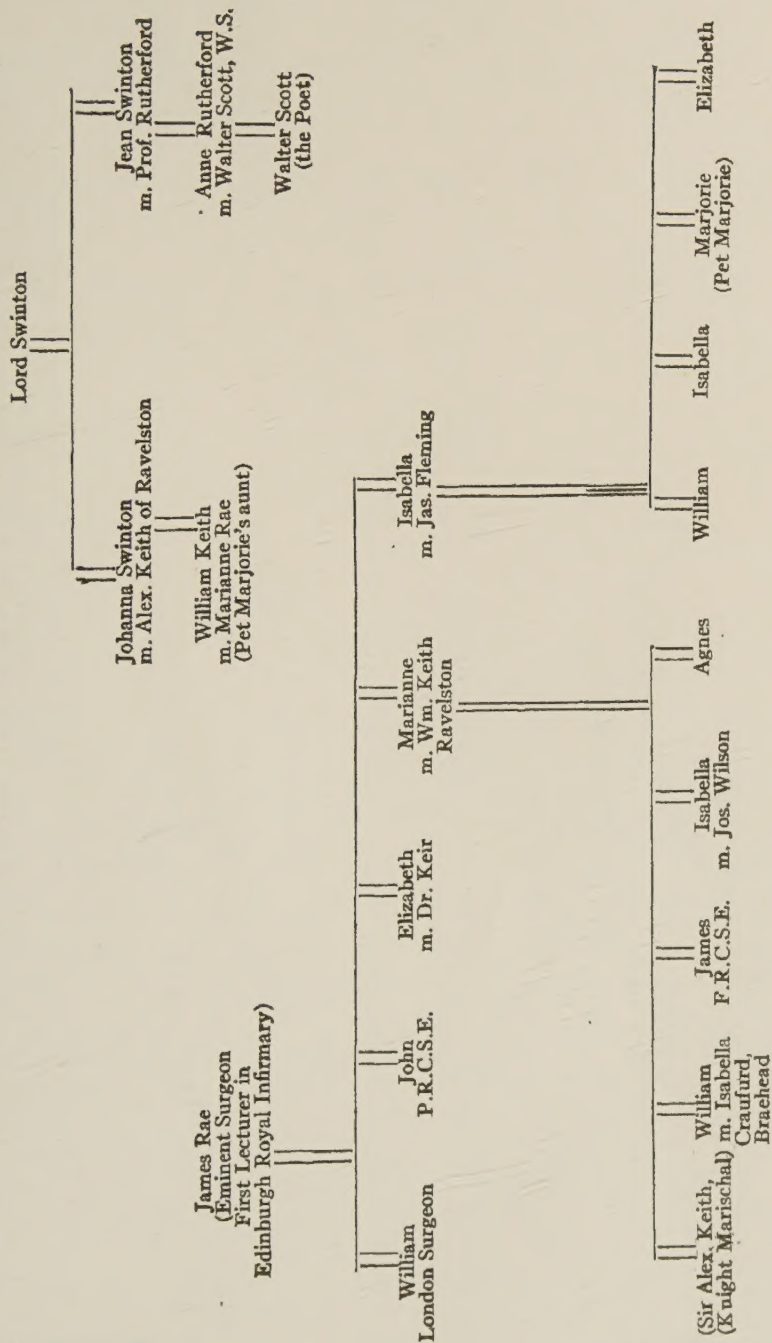 Lord Swinton
Johanna Swinton
m. Alex. Keith of Ravelston
Jean Swinton
m. Prof. Rutherford
William Keith
m. Marianne Rae
(Pet Marjorie's aunt)
Anne Rutherford
m. Walter Scott, W.S.
Walter Scott
(the Poet)
James Rae
(Eminent Surgeon
First Lecturer in
Edinburgh Royal Infirmary)
William
London Surgeon
John
P.R.C.S.E.
Elizabeth
m. Dr. Keir
Marianne
m. Wm. Keith
Ravelston
Isabella
m. Jas. Fleming
(Sir Alex. Keith,
(Knight Marischal)
William
m. Isabella
Craufurd,
Braehead
James
F.R.C.S.E.
Isabella
m. Jos. Wilson
Agnes
William
Isabella
Marjorie
(Pet Marjorie)
Elizabeth